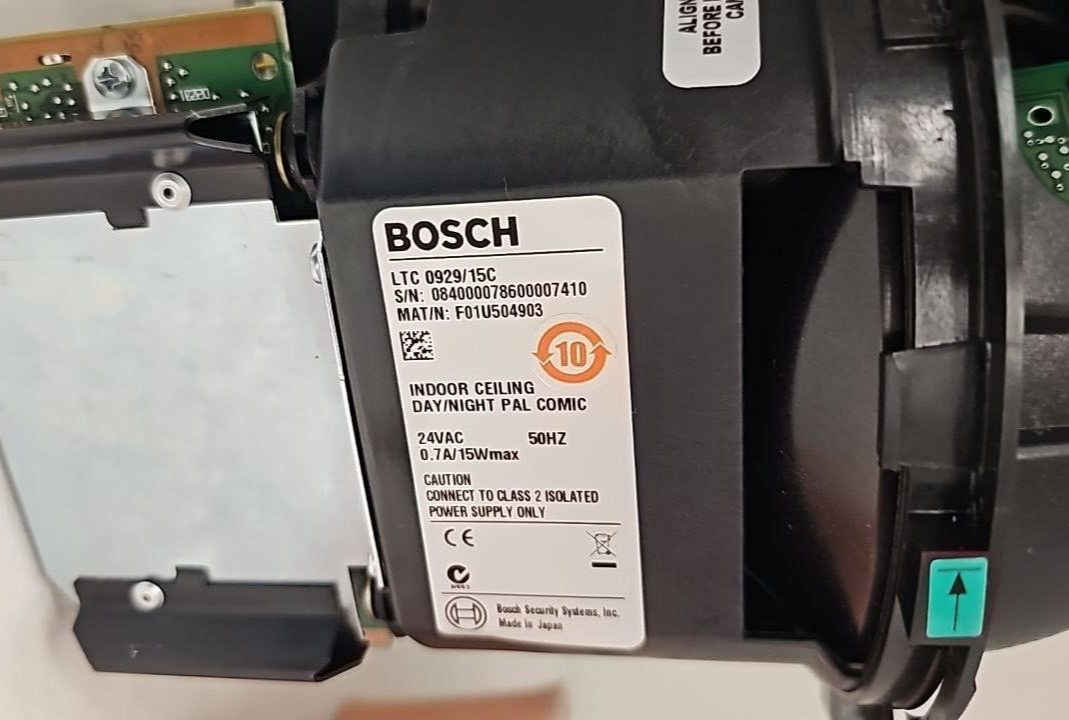 ALIGN
BEFORE
CA
BOSCH
LTC 0929/15C
S/N: 084000078600007410
MAT/N: F01U504903
10
INDOOR CEILING
DAY/NIGHT PAL COMIC
24VAC 50HZ
0.7A/15Wmax
CAUTION
CONNECT TO CLASS 2 ISOLATED
POWER SUPPLY ONLY
CE
N663
Bosch Security Systems, Inc.
Made in Japan